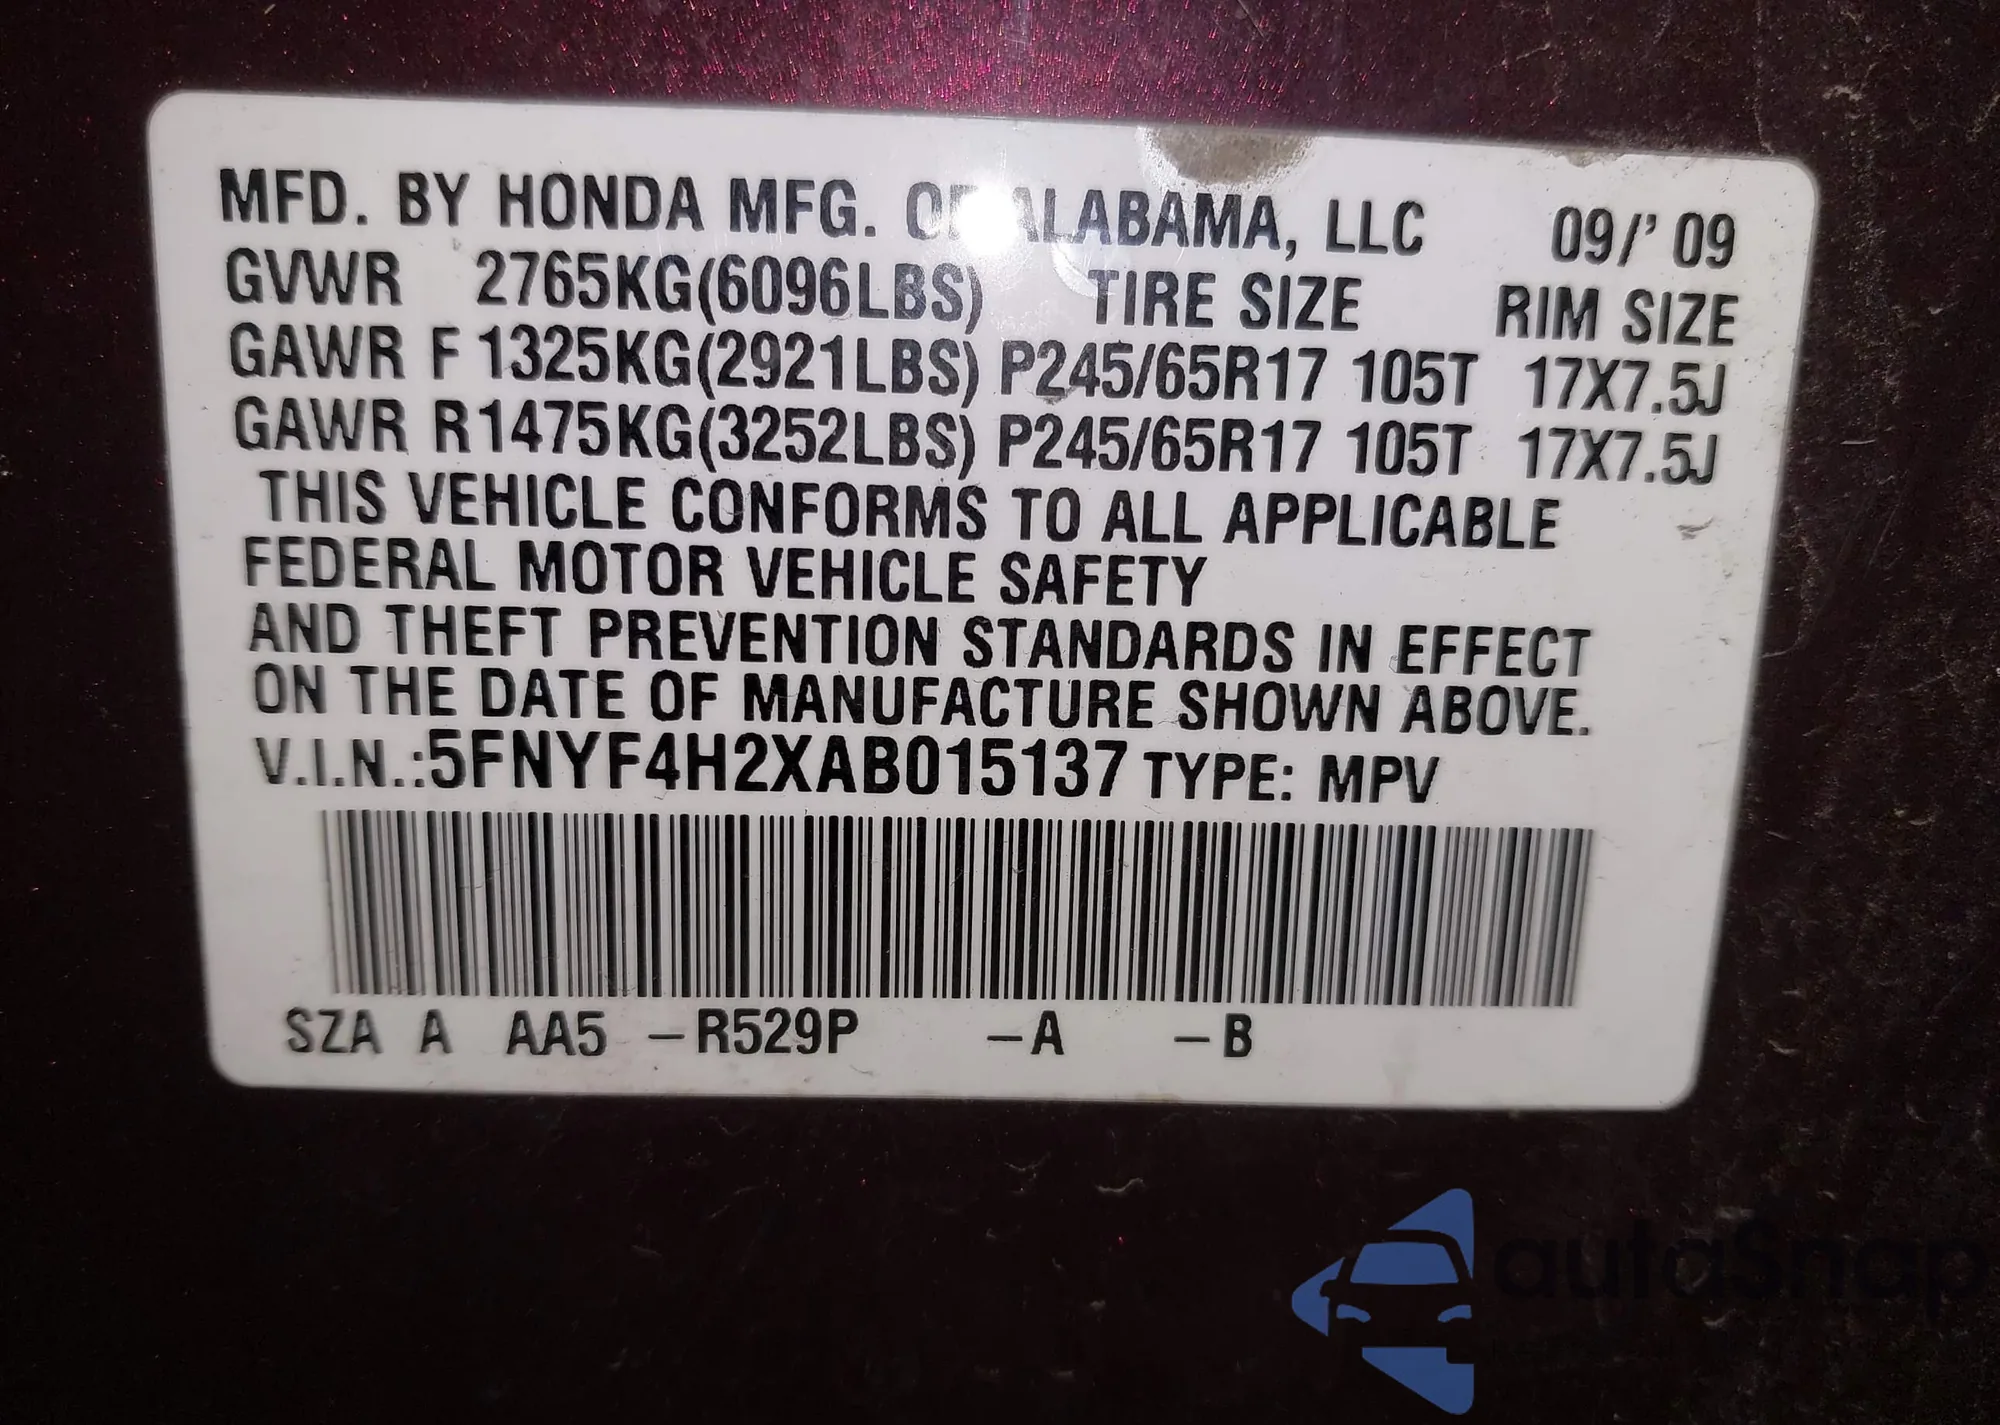 MFD. BY HONDA MFG. OF ALABAMA, LLC 09/' 09
GVWR 2765KG(6096LBS) TIRE SIZE RIM SIZE
GAWR F 1325KG(2921LBS) P245/65R17 105T 17X7.5J
GAWR R1475KG(3252LBS) P245/65R17 105T 17X7.5J
THIS VEHICLE CONFORMS TO ALL APPLICABLE
FEDERAL MOTOR VEHICLE SAFETY
AND THEFT PREVENTION STANDARDS IN EFFECT
ON THE DATE OF MANUFACTURE SHOWN ABOVE.
V.I.N.:5FNYF4H2XAB015137 TYPE: MPV
SZA A AA5 -R529P -A -B
autaSnap